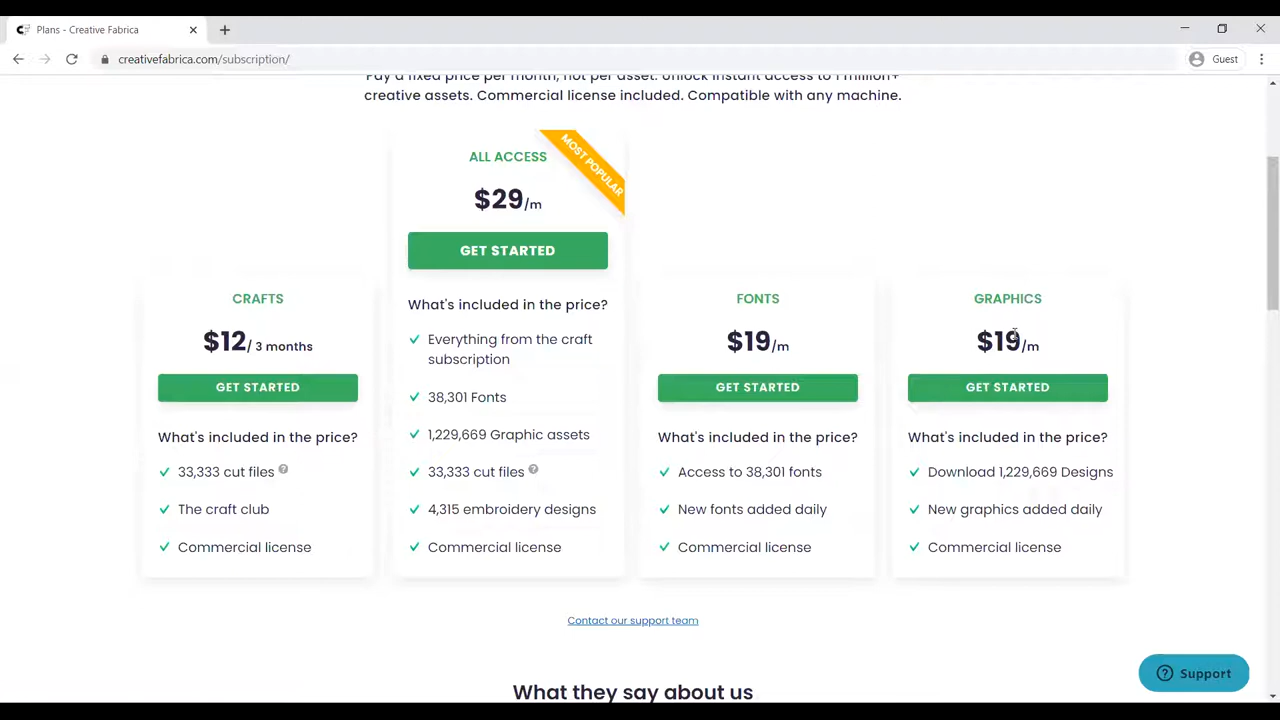 Plans - Creative Fabrica
creativefabrica.com/subscription/
Guest
Pay a fixed price per month, not per asset. Unlock instant access to 1 million+
creative assets. Commercial license included. Compatible with any machine.
ALL ACCESS
MOST POPULAR
$29/m
GET STARTED
What's included in the price?
Everything from the craft
subscription
38,301 Fonts
1,229,669 Graphic assets
33,333 cut files ?
4,315 embroidery designs
Commercial license
CRAFTS
$12/ 3 months
GET STARTED
What's included in the price?
33,333 cut files ?
The craft club
Commercial license
FONTS
$19/m
GET STARTED
What's included in the price?
Access to 38,301 fonts
New fonts added daily
Commercial license
GRAPHICS
$19/m
GET STARTED
What's included in the price?
Download 1,229,669 Designs
New graphics added daily
Commercial license
Contact our support team
Support
What they say about us